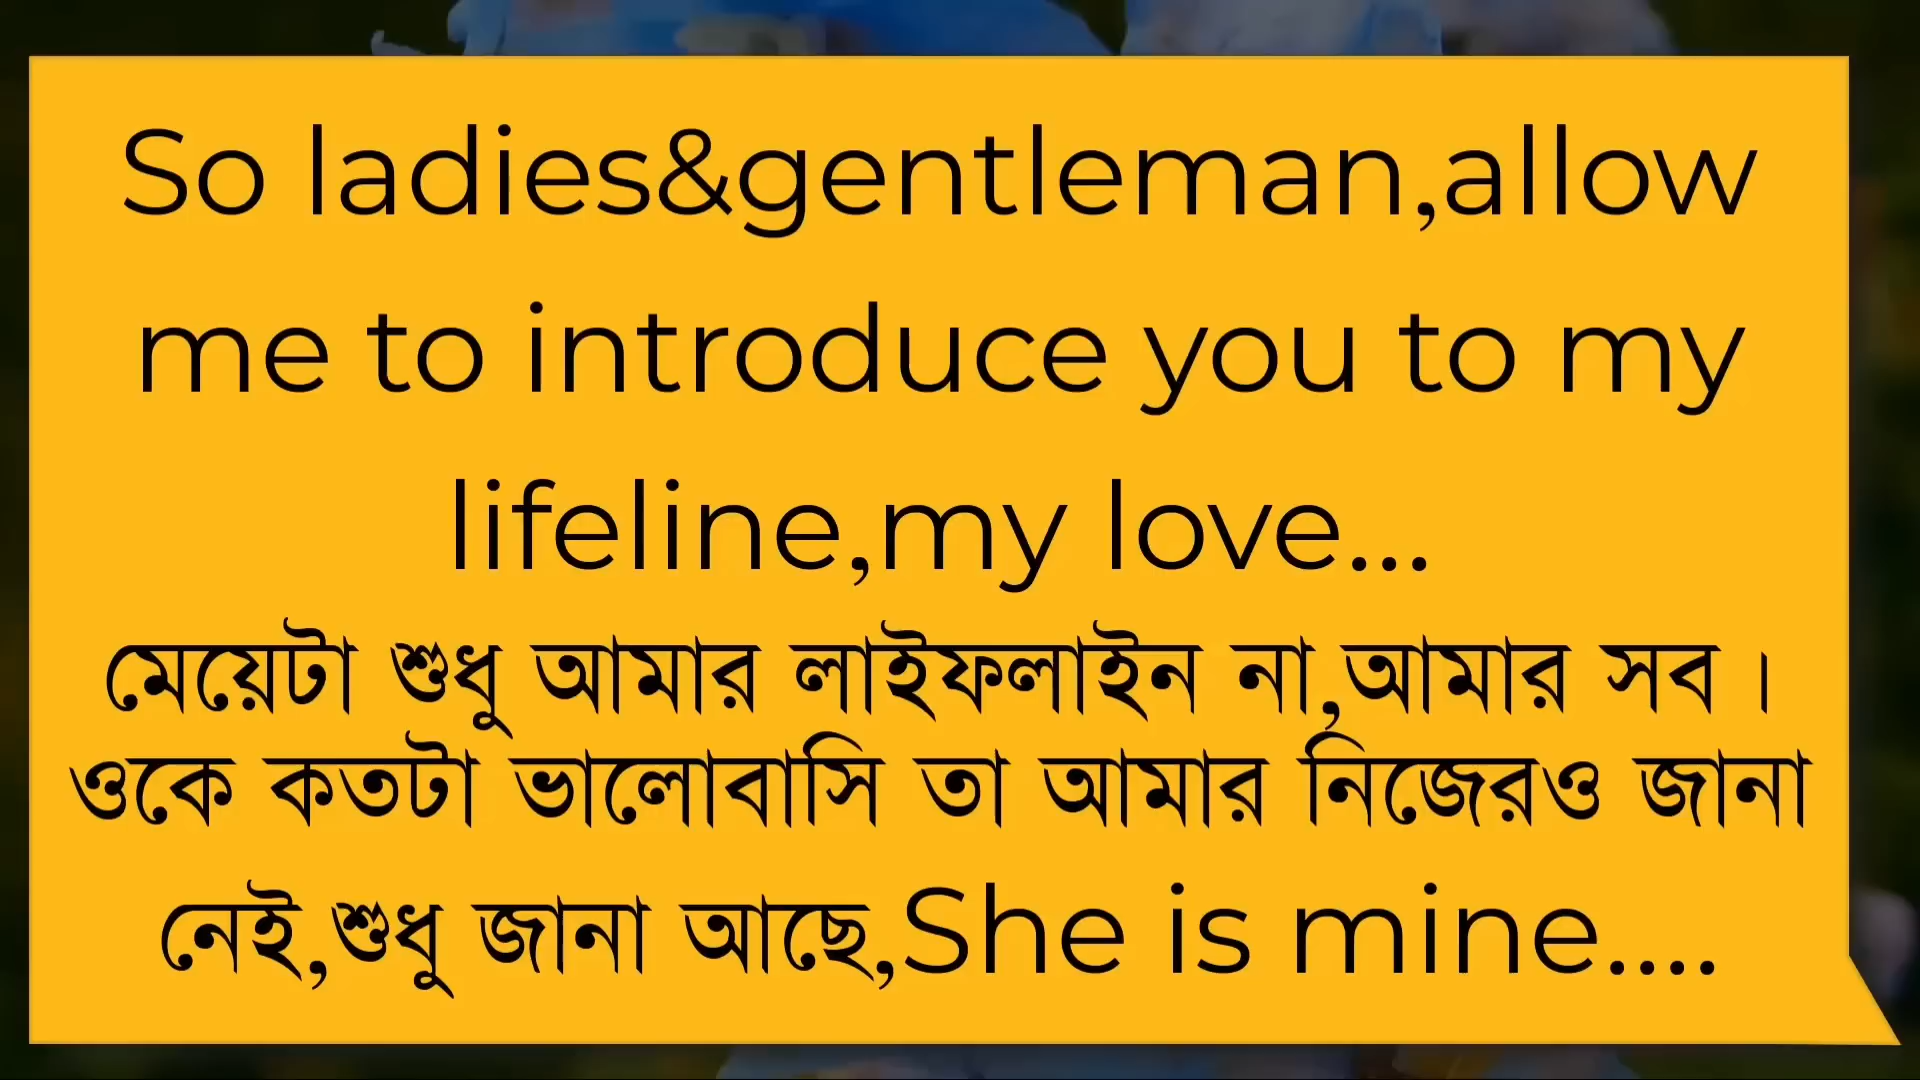 So ladies&gentleman,allow
me to introduce you to my
lifeline,my love...
মেয়েটা শুধু আমার লাইফলাইন না,আমার সব ।
ওকে কতটা ভালোবাসি তা আমার নিজেরও জানা
নেই,শুধু জানা আছে,She is mine....